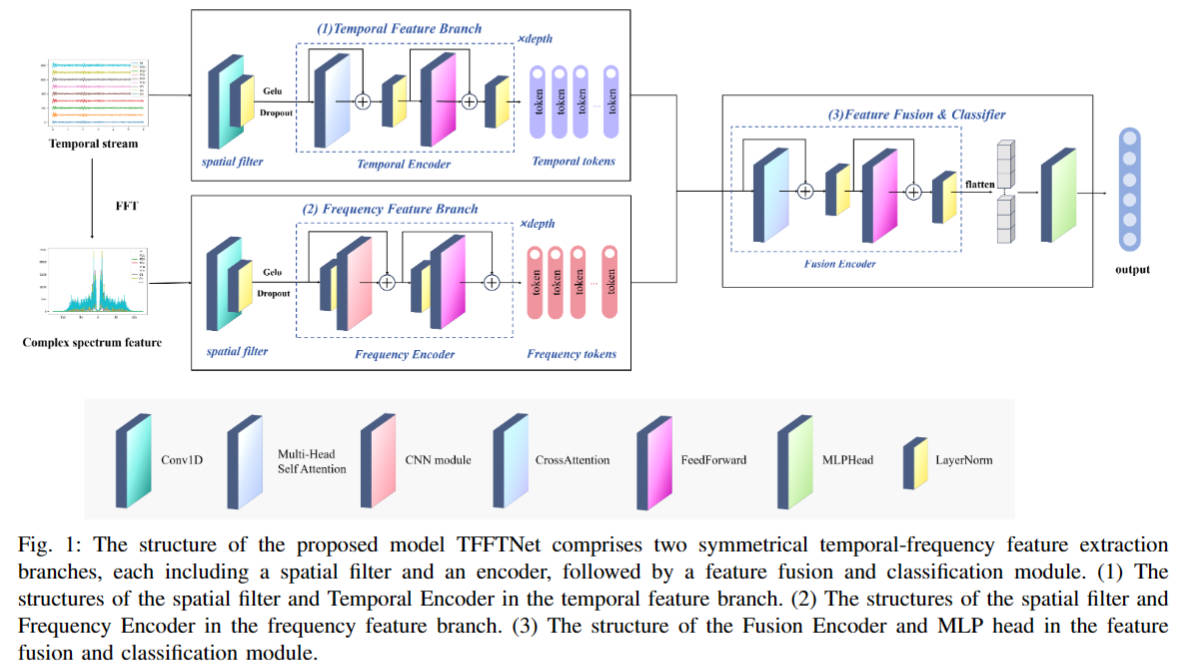 (1)Temporal Feature Branch
×depth
Gelu
Dropout
token
token
token
...
token
Temporal stream
spatial filter
Temporal Encoder
Temporal tokens
FFT
(2) Frequency Feature Branch
×depth
Gelu
Dropout
token
token
token
...
token
Complex spectrum feature
spatial filter
Frequency Encoder
Frequency tokens
(3)Feature Fusion & Classifier
flatten
Fusion Encoder
output
Conv1D
Multi-Head
Self Attention
CNN module
CrossAttention
FeedForward
MLPHead
LayerNorm
Fig. 1: The structure of the proposed model TFFTNet comprises two symmetrical temporal-frequency feature extraction
branches, each including a spatial filter and an encoder, followed by a feature fusion and classification module. (1) The
structures of the spatial filter and Temporal Encoder in the temporal feature branch. (2) The structures of the spatial filter and
Frequency Encoder in the frequency feature branch. (3) The structure of the Fusion Encoder and MLP head in the feature
fusion and classification module.